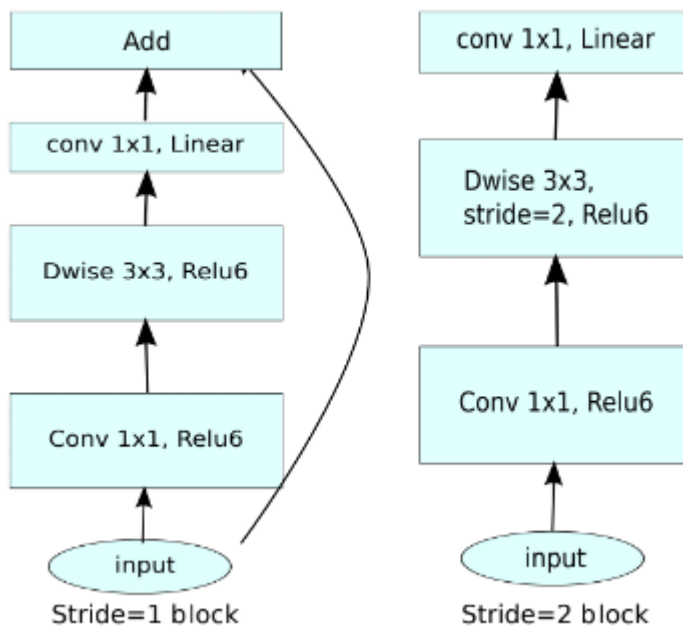 Add
conv 1x1, Linear
Dwise 3x3, Relu6
Conv 1x1, Relu6
input
Stride=1 block
conv 1x1, Linear
Dwise 3x3,
stride=2, Relu6
Conv 1x1, Relu6
input
Stride=2 block